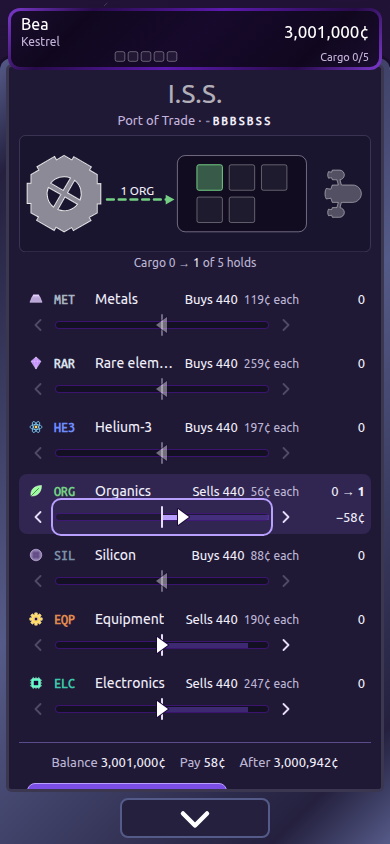 Bea
3,001,000¢
Kestrel
Cargo 0/5
I.S.S.
Port of Trade · - BBBSBSS
1 ORG
Cargo 0 → 1 of 5 holds
MET Metals Buys 440 119¢ each 0
RAR Rare elem… Buys 440 259¢ each 0
HE3 Helium-3 Buys 440 197¢ each 0
ORG Organics Sells 440 56¢ each 0 → 1
−58¢
SIL Silicon Buys 440 88¢ each 0
EQP Equipment Sells 440 190¢ each 0
ELC Electronics Sells 440 247¢ each 0
Balance 3,001,000¢ Pay 58¢ After 3,000,942¢